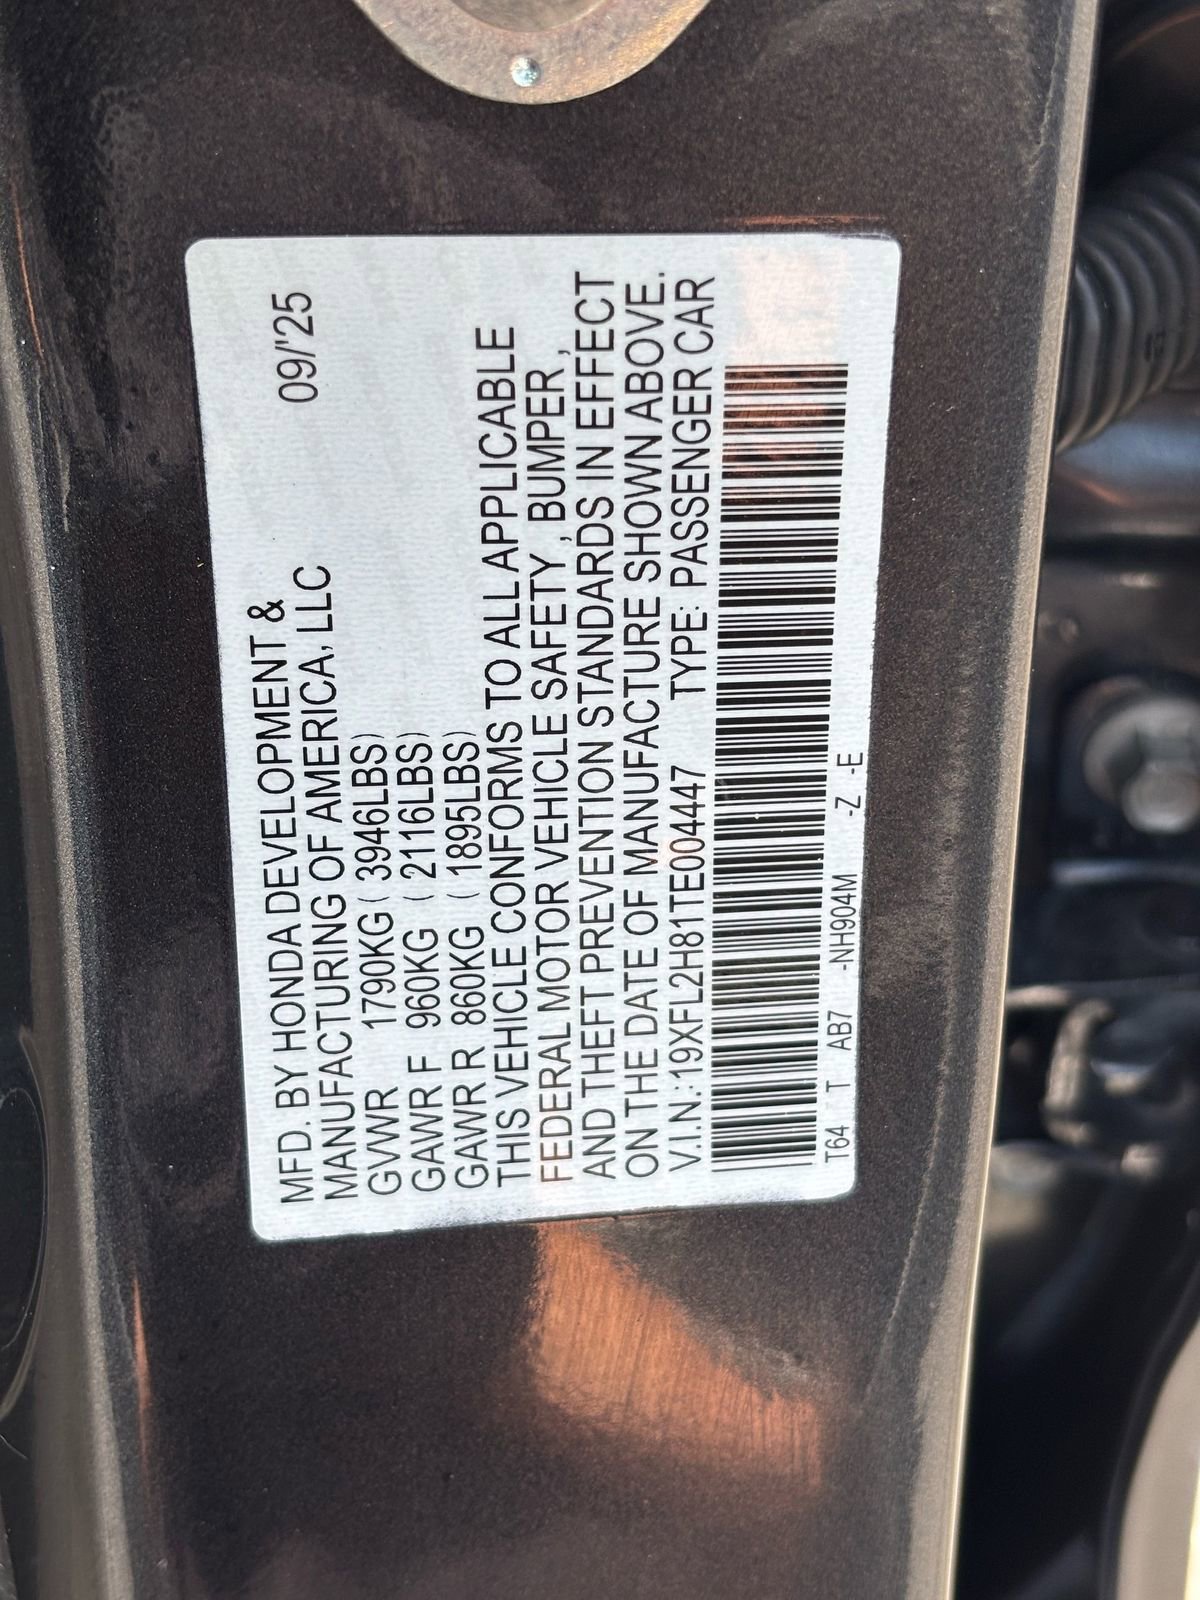 MFD. BY HONDA DEVELOPMENT & 09/'25
MANUFACTURING OF AMERICA, LLC
GVWR 1790KG ( 3946LBS)
GAWR F 960KG ( 2116LBS)
GAWR R 860KG ( 1895LBS)
THIS VEHICLE CONFORMS TO ALL APPLICABLE
FEDERAL MOTOR VEHICLE SAFETY , BUMPER,
AND THEFT PREVENTION STANDARDS IN EFFECT
ON THE DATE OF MANUFACTURE SHOWN ABOVE.
V.I.N.:19XFL2H81TE00447 TYPE: PASSENGER CAR
T64 T AB7 -NH904M -Z -E